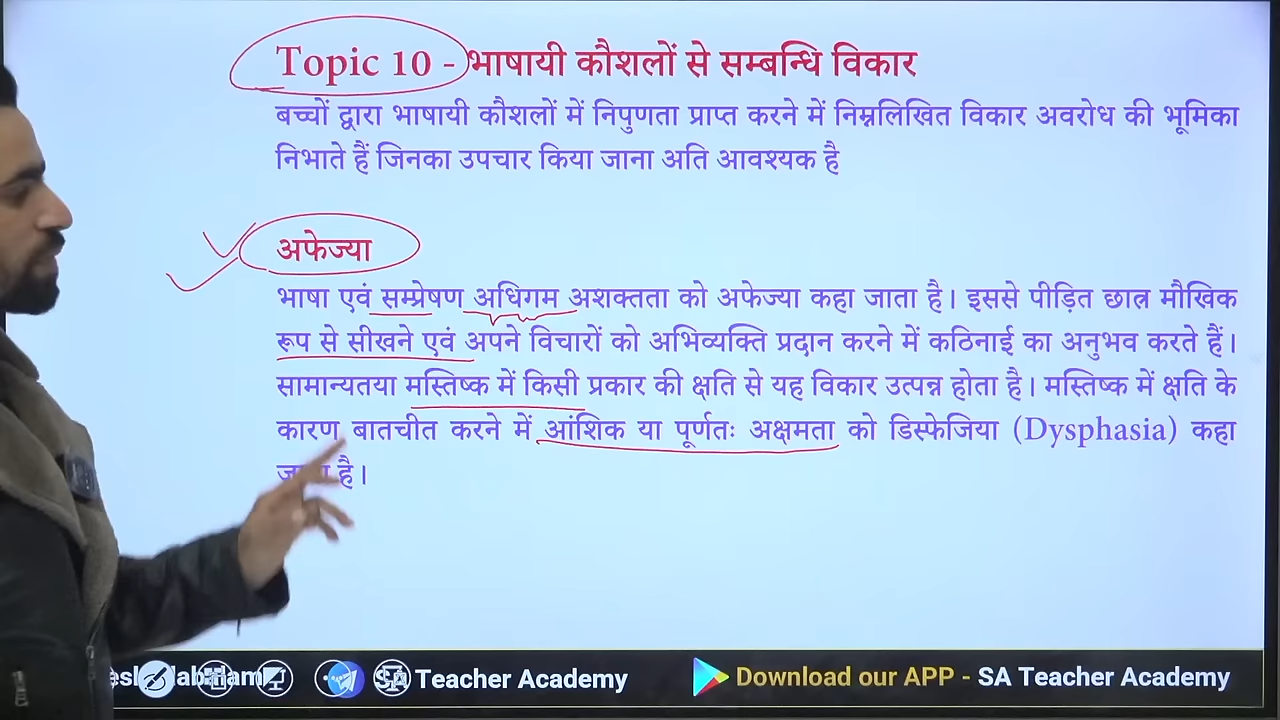 Topic 10 - भाषायी कौशलों से सम्बन्धि विकार
बच्चों द्वारा भाषायी कौशलों में निपुणता प्राप्त करने में निम्नलिखित विकार अवरोध की भूमिका
निभाते हैं जिनका उपचार किया जाना अति आवश्यक है
अफेज्या
भाषा एवं सम्प्रेषण अधिगम अशक्तता को अफेज्या कहा जाता है। इससे पीड़ित छात्र मौखिक
रूप से सीखने एवं अपने विचारों को अभिव्यक्ति प्रदान करने में कठिनाई का अनुभव करते हैं।
सामान्यतया मस्तिष्क में किसी प्रकार की क्षति से यह विकार उत्पन्न होता है। मस्तिष्क में क्षति के
कारण बातचीत करने में आंशिक या पूर्णतः अक्षमता को डिस्फेजिया (Dysphasia) कहा
है।
SA Teacher Academy Download our APP - SA Teacher Academy